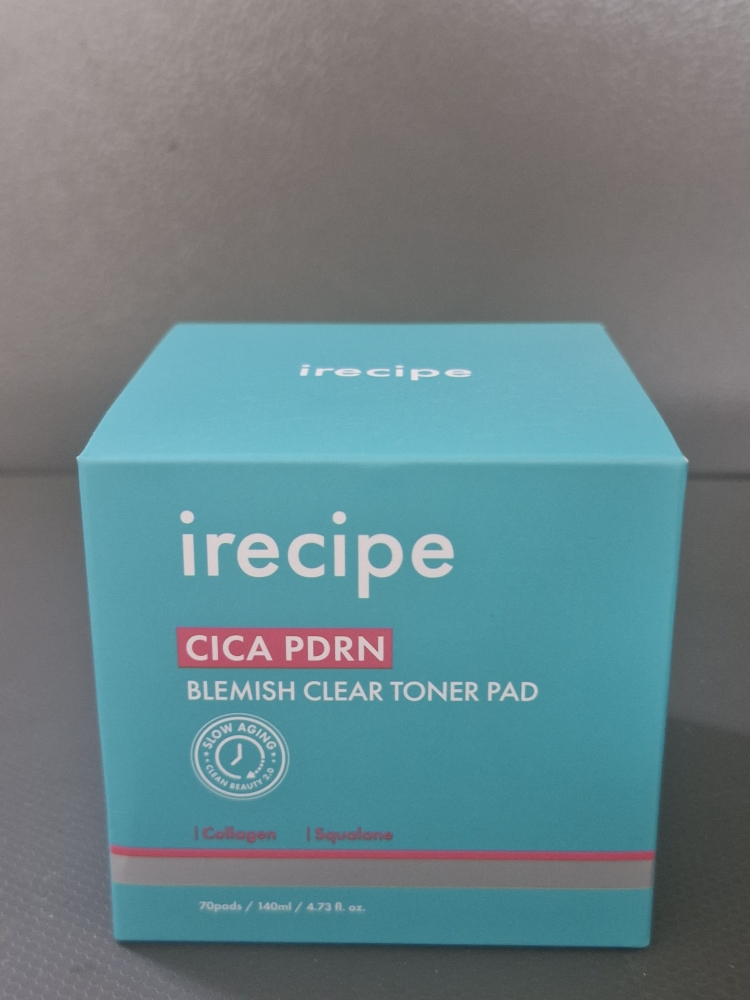 irecipe
irecipe
CICA PDRN
BLEMISH CLEAR TONER PAD
SLOW AGING
CLEAN BEAUTY 2.0
| Collagen | Squalane
70pads / 140ml / 4.73 fl. oz.